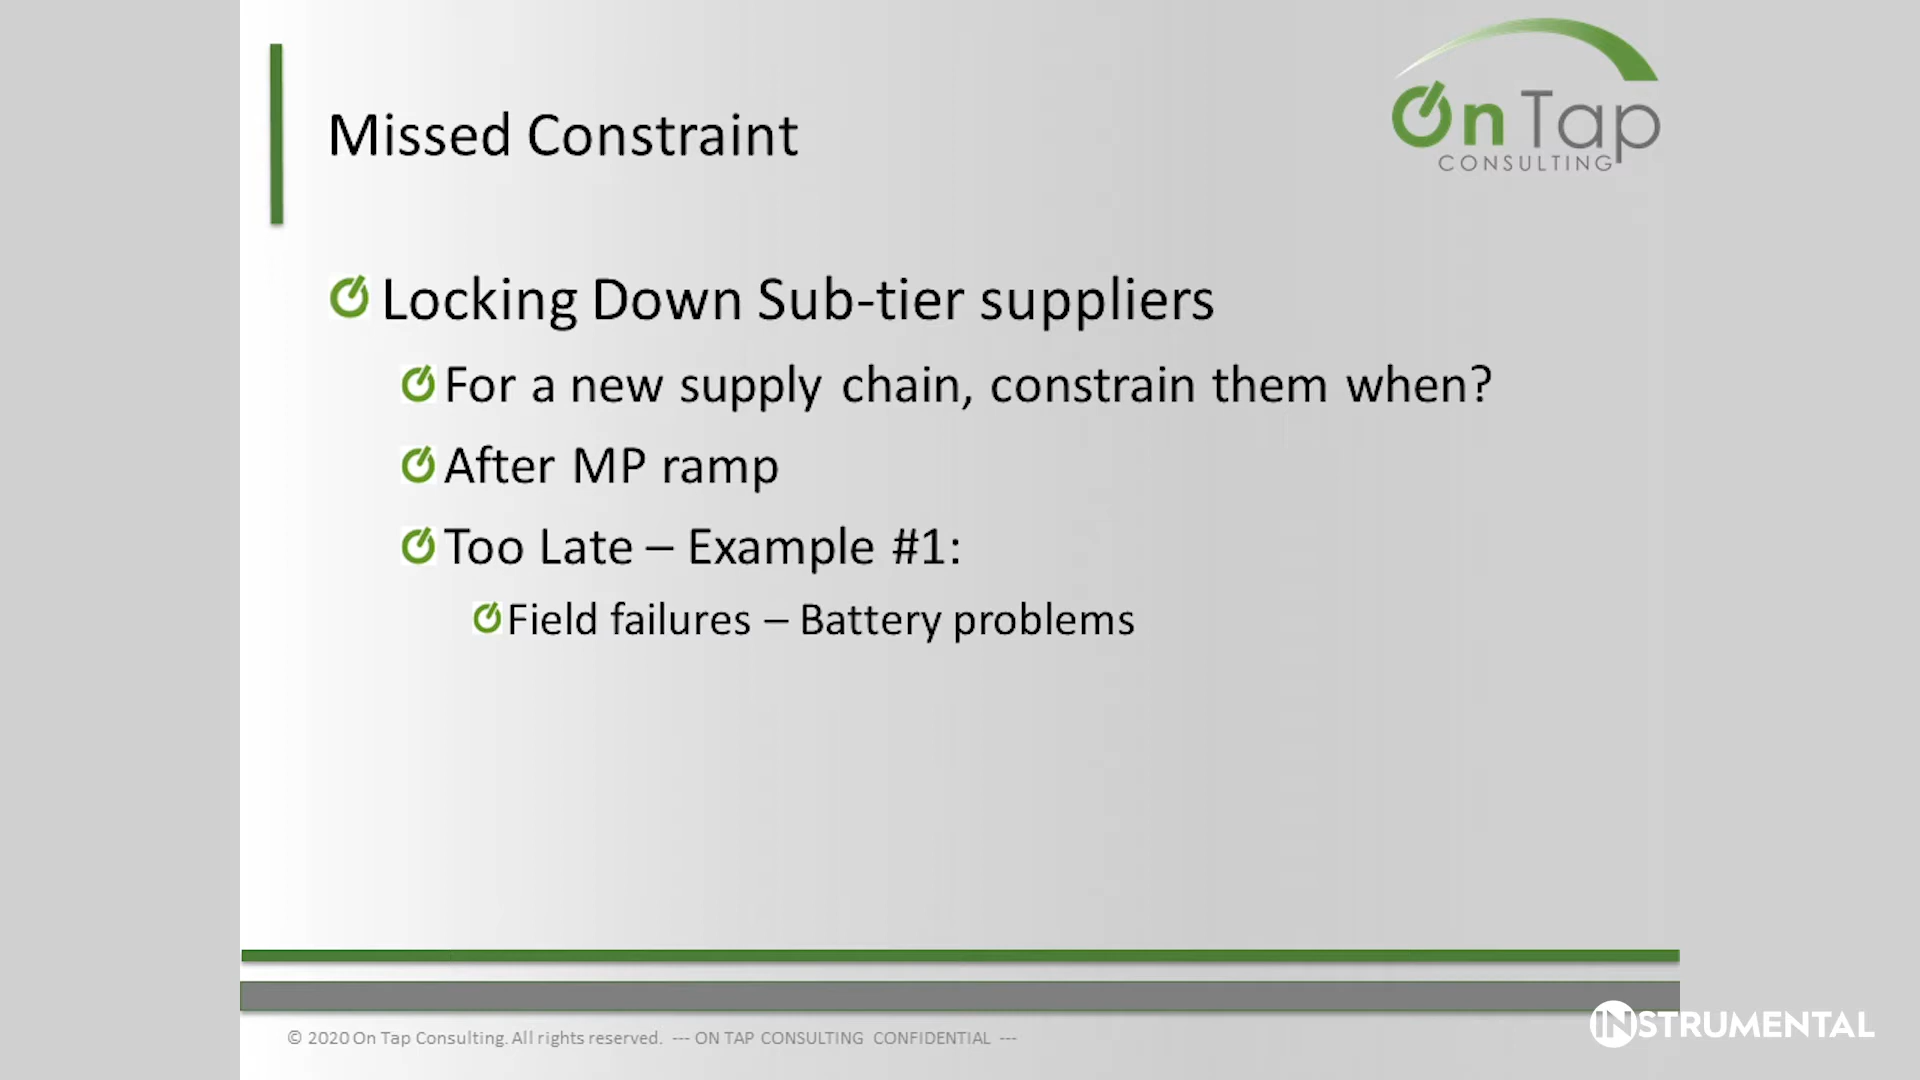 On Tap
CONSULTING
Missed Constraint
Locking Down Sub-tier suppliers
For a new supply chain, constrain them when?
After MP ramp
Too Late – Example #1:
Field failures – Battery problems
© 2020 On Tap Consulting. All rights reserved. --- ON TAP CONSULTING CONFIDENTIAL ---
INSTRUMENTAL